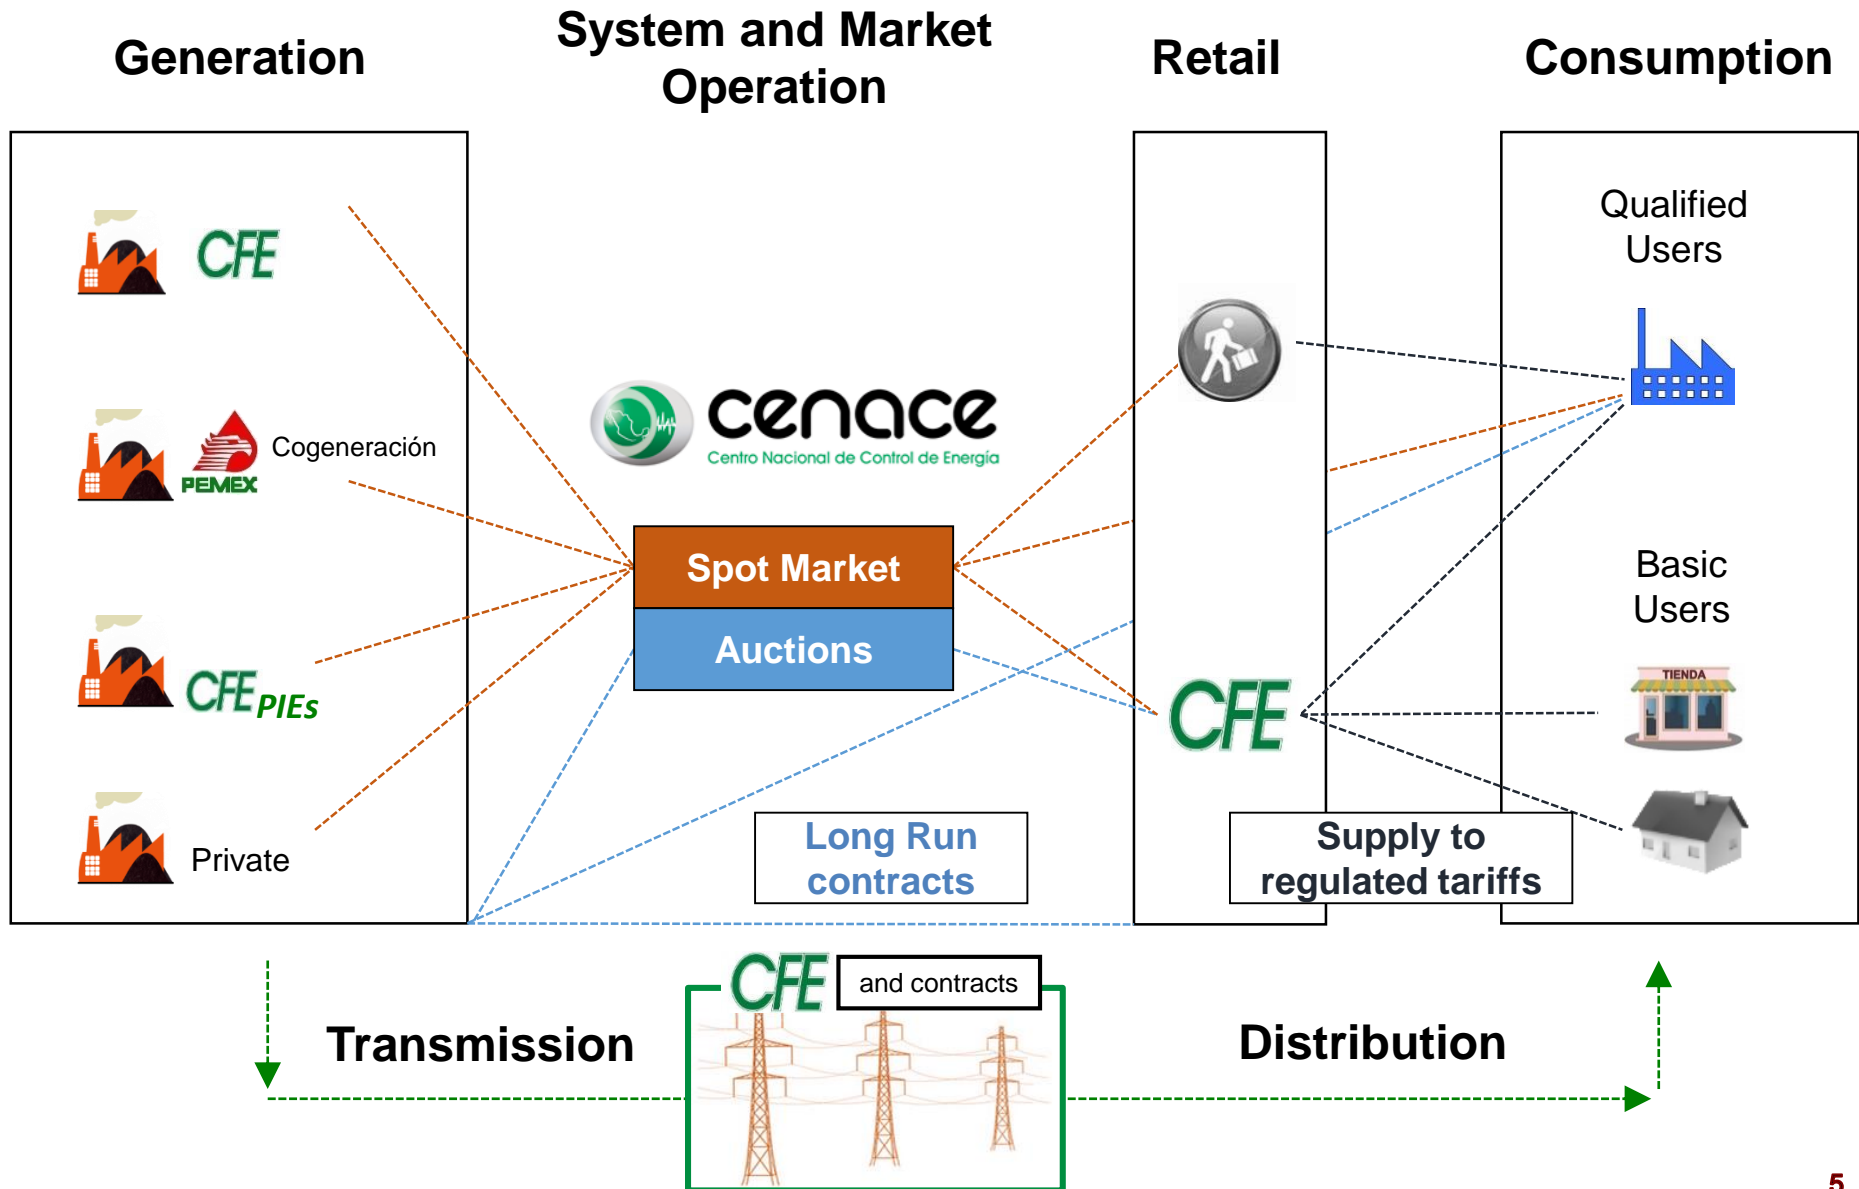 Generation
System and Market
Operation
Retail
Consumption
CFE
PEMEX
Cogeneración
CFE PIEs
Private
cenace
Centro Nacional de Control de Energía
Spot Market
Auctions
Long Run
contracts
CFE
Supply to
regulated tariffs
Qualified
Users
Basic
Users
TIENDA
Transmission
CFE
and contracts
Distribution
5